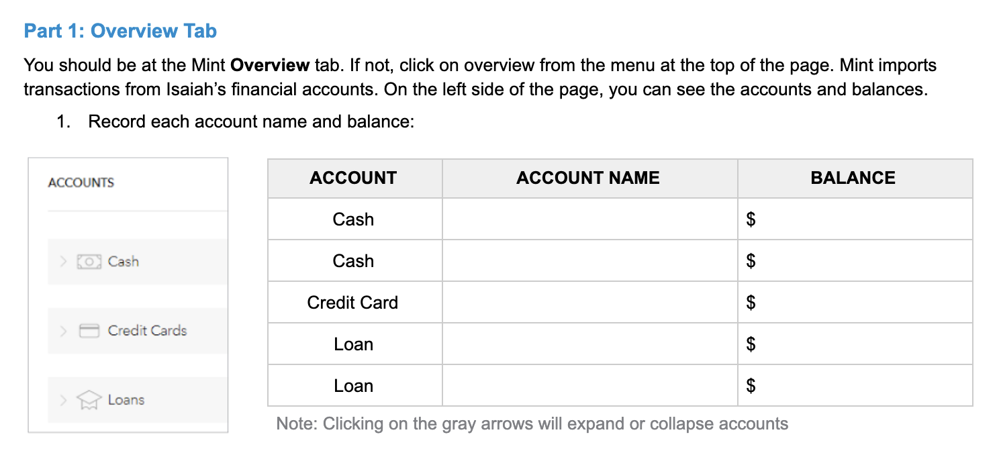 Part 1: Overview Tab
You should be at the Mint Overview tab. If not, click on overview from the menu at the top of the page. Mint imports
transactions from Isaiah’s financial accounts. On the left side of the page, you can see the accounts and balances.
1. Record each account name and balance:
ACCOUNTS
Cash
Credit Cards
Loans
ACCOUNT ACCOUNT NAME BALANCE
Cash $
Cash $
Credit Card $
Loan $
Loan $
Note: Clicking on the gray arrows will expand or collapse accounts